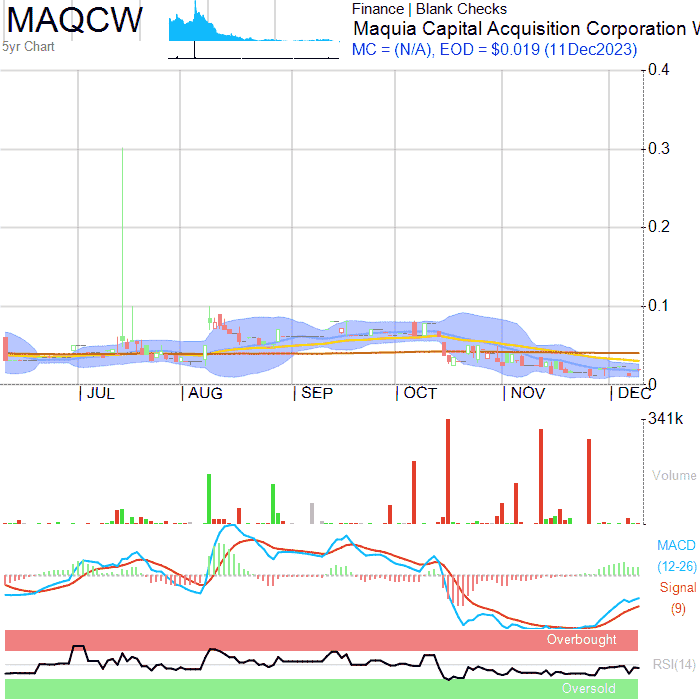 MAQCW
5yr Chart
Finance | Blank Checks
Maquia Capital Acquisition Corporation W
MC = (N/A), EOD = $0.019 (11Dec2023)
0.4
0.3
0.2
0.1
0
JUL AUG SEP OCT NOV DEC
341k
Volume
MACD
(12-26)
Signal
(9)
Overbought
RSI(14)
Oversold